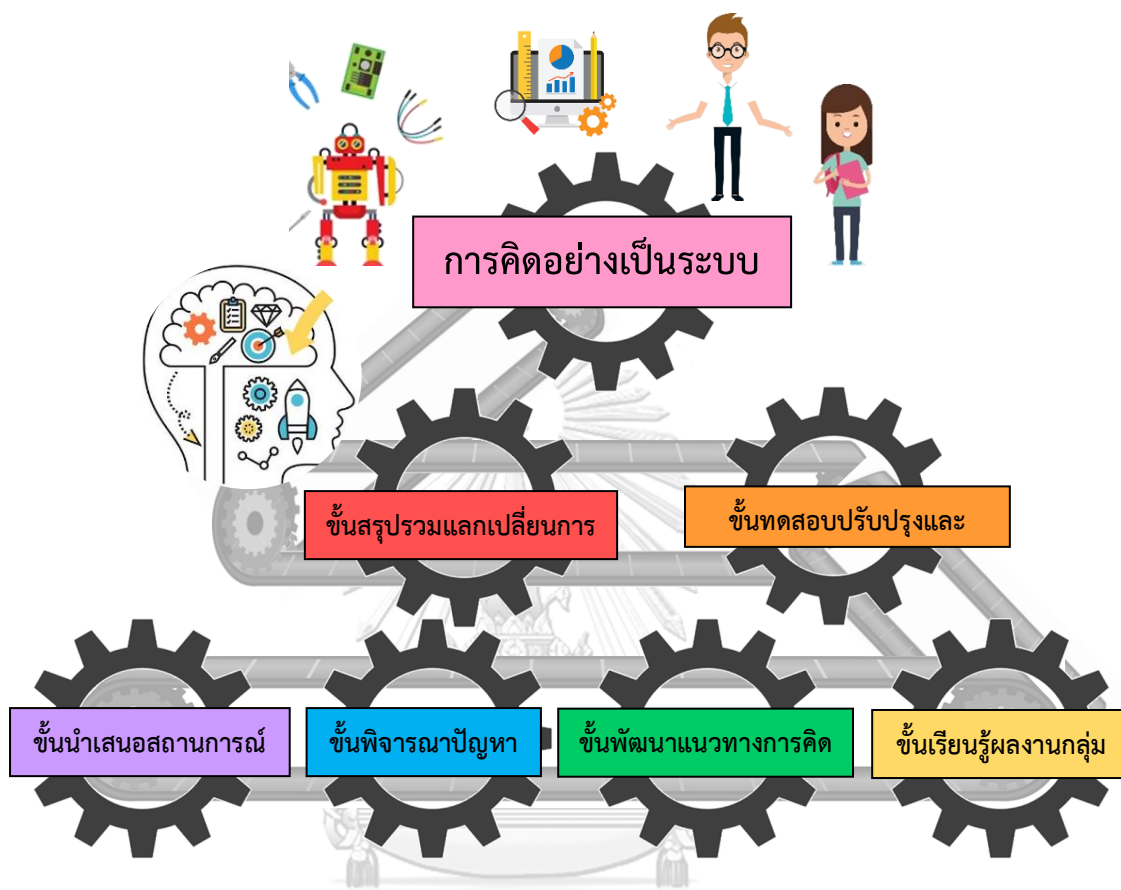 การคิดอย่างเป็นระบบ
ขั้นสรุปรวมแลกเปลี่ยนการ
ขั้นทดสอบปรับปรุงและ
ขั้นนำเสนอสถานการณ์
ขั้นพิจารณาปัญหา
ขั้นพัฒนาแนวทางการคิด
ขั้นเรียนรู้ผลงานกลุ่ม